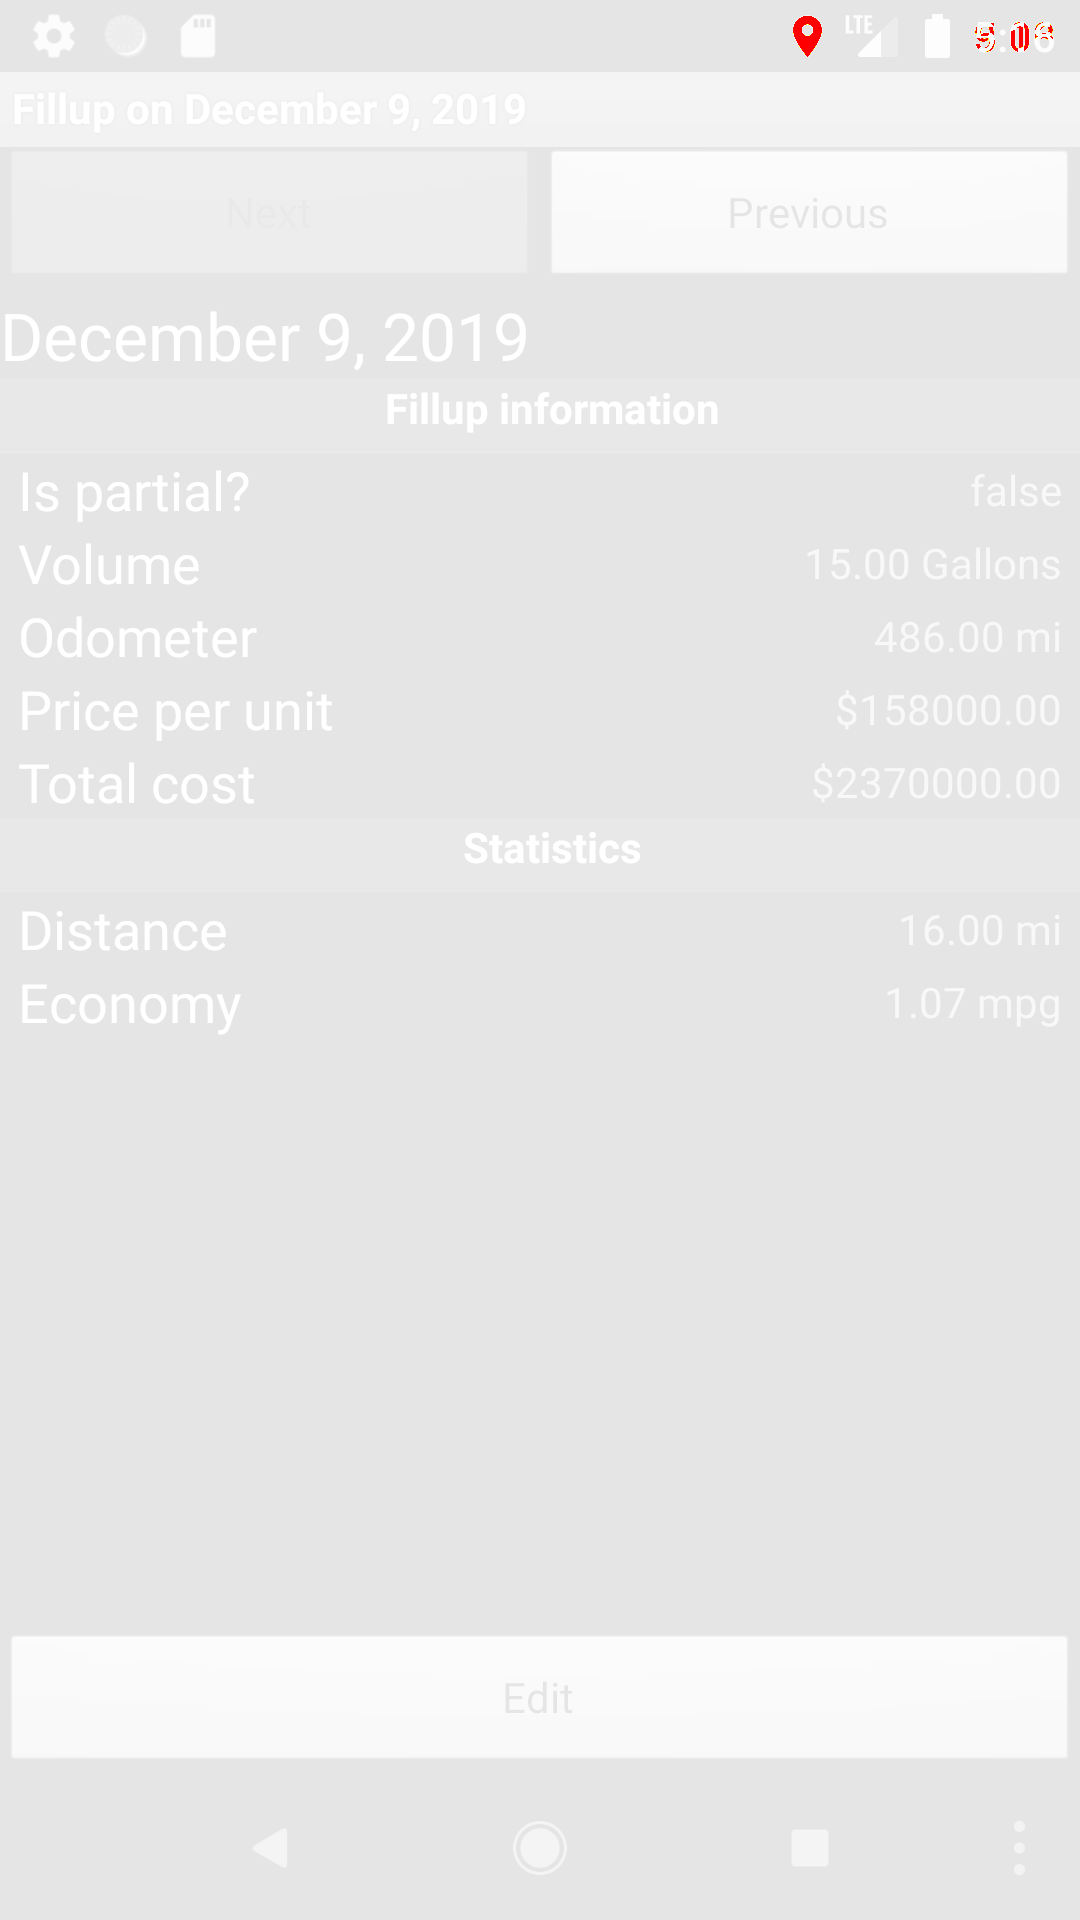 LTE
Fillup on December 9, 2019
Next
Previous
December 9, 2019
Fillup information
Is partial?
false
Volume
15.00 Gallons
Odometer
486.00 mi
Price per unit
$158000.00
Total cost
$2370000.00
Statistics
Distance
16.00 mi
Economy
1.07 mpg
Edit